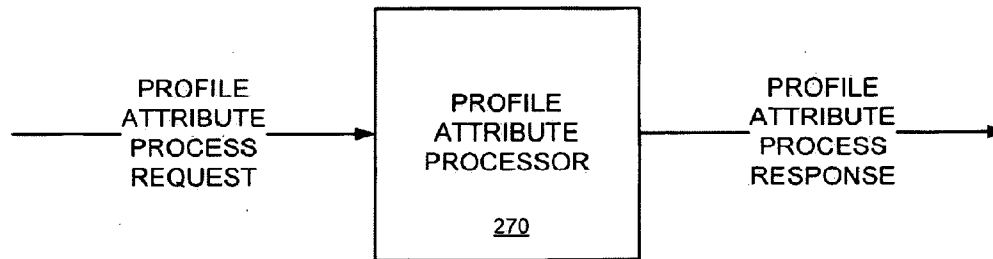 PROFILE
ATTRIBUTE
PROCESS
REQUEST
PROFILE
ATTRIBUTE
PROCESSOR
270
PROFILE
ATTRIBUTE
PROCESS
RESPONSE